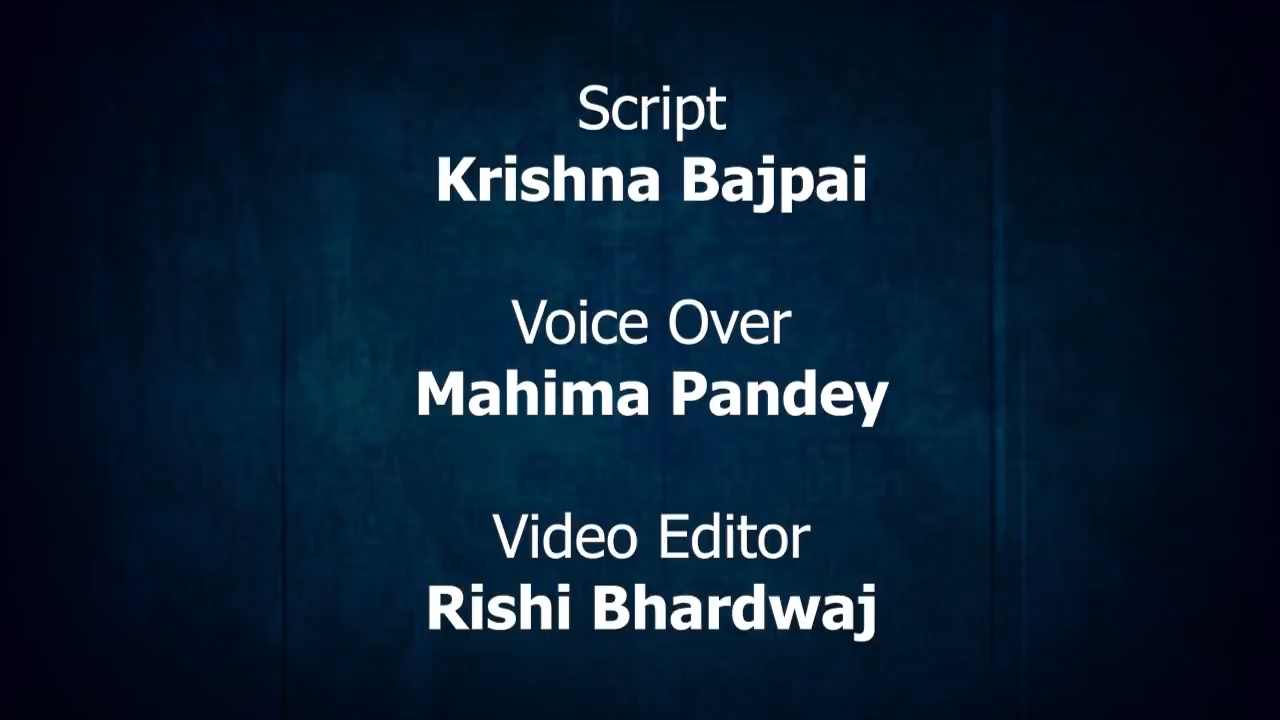 Script
Krishna Bajpai
Voice Over
Mahima Pandey
Video Editor
Rishi Bhardwaj